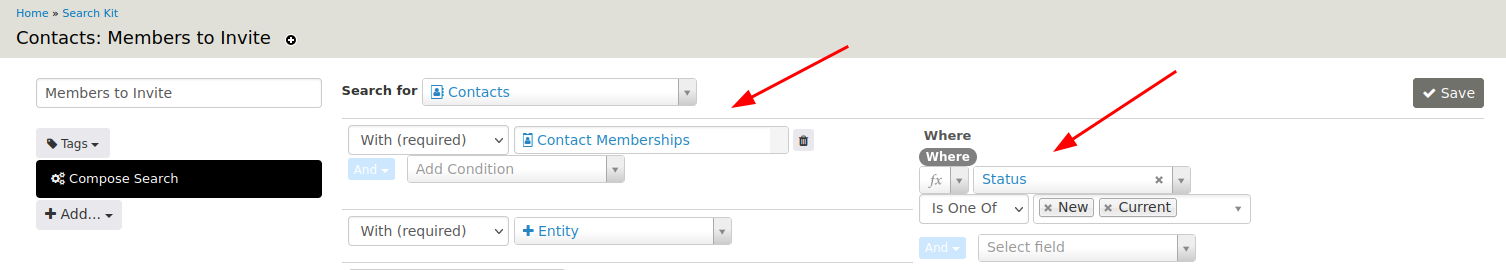 Home » Search Kit
Contacts: Members to Invite
Members to Invite
Search for Contacts
Save
Tags
Compose Search
Add...
With (required) Contact Memberships
And Add Condition
With (required) Entity
Where
Where
fx Status
Is One Of New Current
And Select field